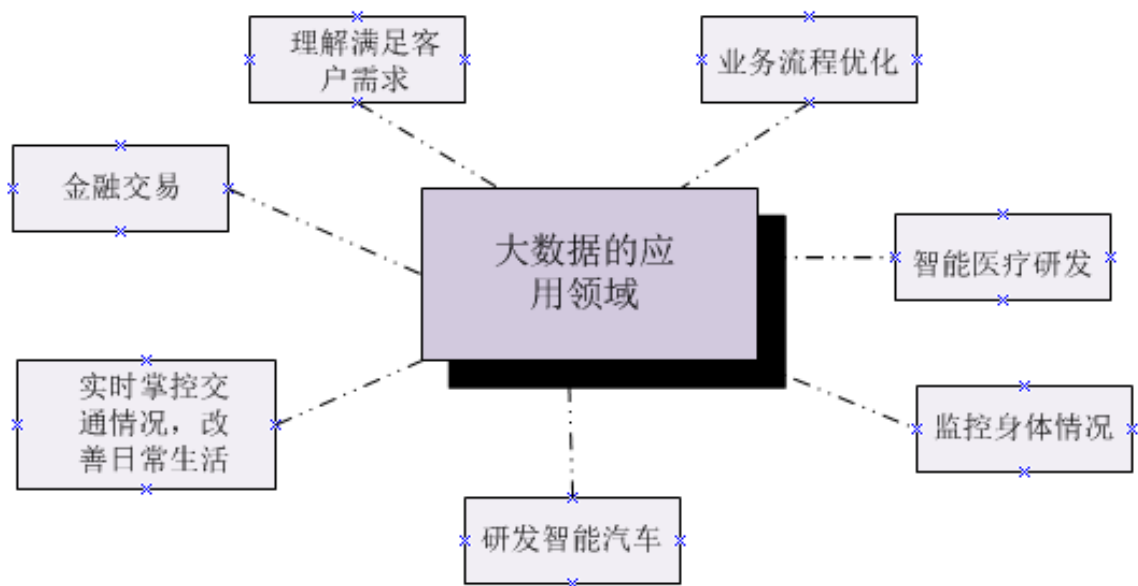 理解满足客
户需求
业务流程优化
金融交易
大数据的应
用领域
智能医疗研发
实时掌控交
通情况，改
善日常生活
监控身体情况
研发智能汽车